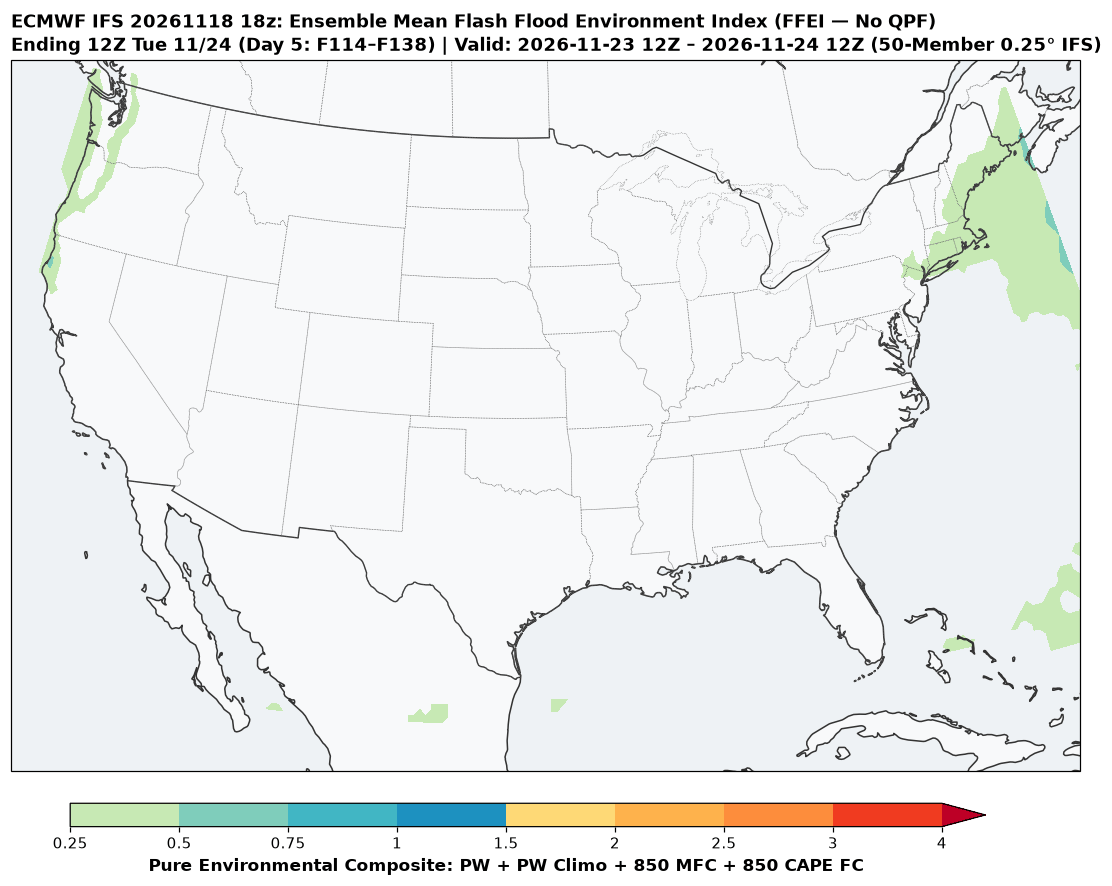 ECMWF IFS 20261118 18z: Ensemble Mean Flash Flood Environment Index (FFEI — No QPF)
Ending 12Z Tue 11/24 (Day 5: F114–F138) | Valid: 2026-11-23 12Z – 2026-11-24 12Z (50-Member 0.25° IFS)
0.25 0.5 0.75 1 1.5 2 2.5 3 4
Pure Environmental Composite: PW + PW Climo + 850 MFC + 850 CAPE FC